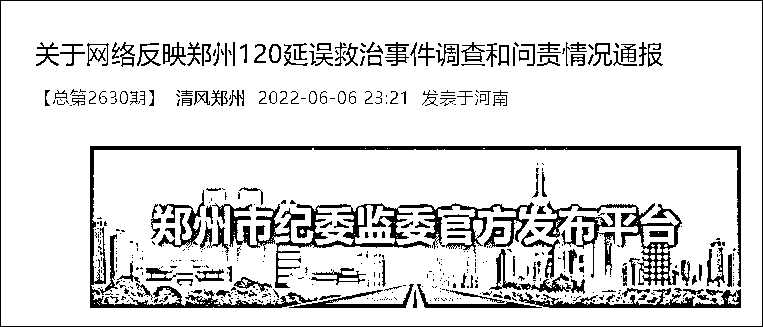 关于网络反映郑州120延误救治事件调查和问责情况通报
【总第2630期】 清风郑州 2022-06-06 23:21 发表于河南
郑州市纪委监委官方发布平台